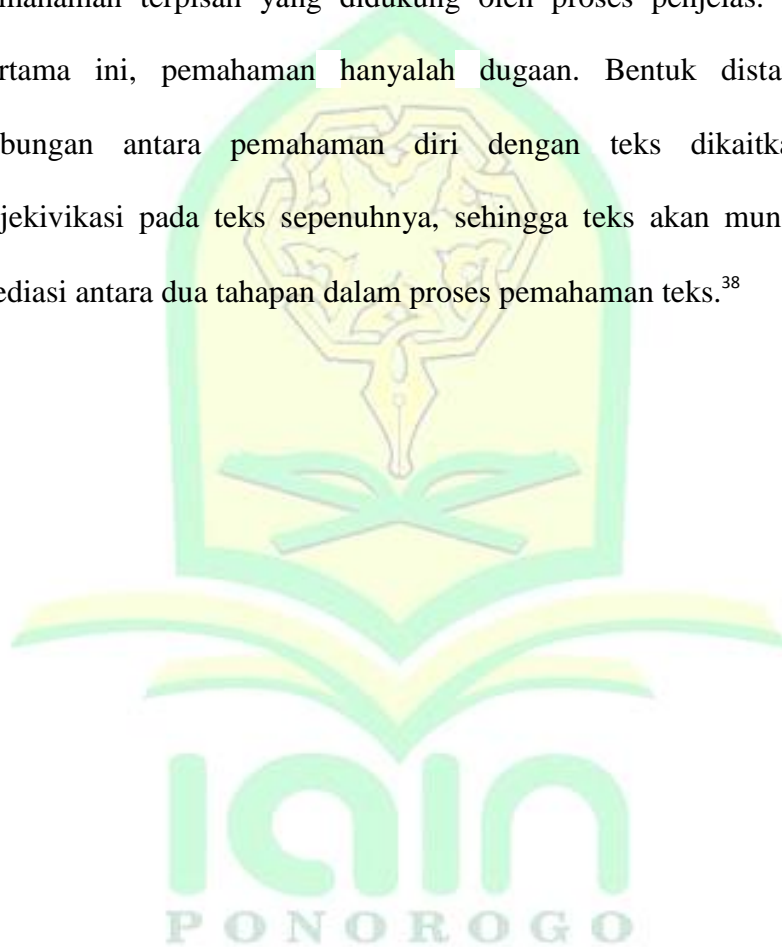 terpisah yang didukung oleh proses penjelas.
ertama ini, pemahaman hanyalah dugaan. Bentuk dista
bungan antara pemahaman diri dengan teks dikaitka
jekivikasi pada teks sepenuhnya, sehingga teks akan mun
ediasi antara dua tahapan dalam proses pemahaman teks.38
IAIN
PONOROGO